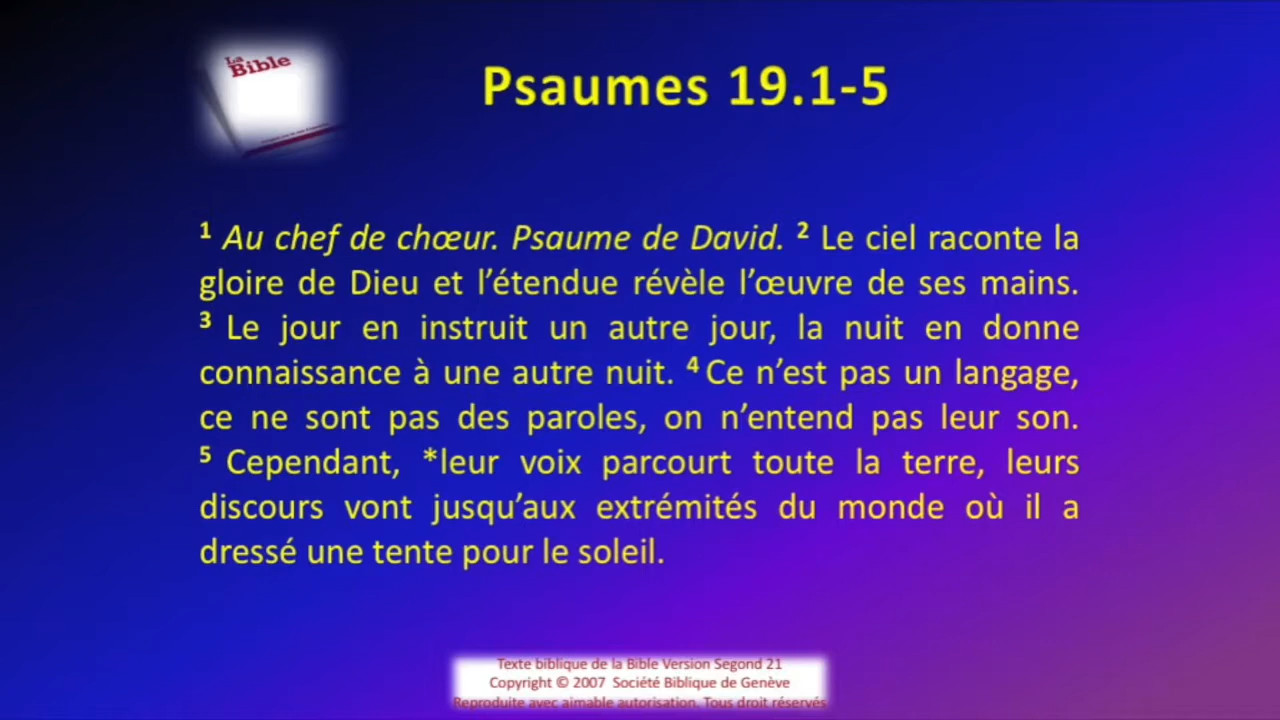 La
Bible
Psaumes 19.1-5
¹ Au chef de chœur. Psaume de David. ² Le ciel raconte la
gloire de Dieu et l’étendue révèle l’œuvre de ses mains.
³ Le jour en instruit un autre jour, la nuit en donne
connaissance à une autre nuit. ⁴ Ce n’est pas un langage,
ce ne sont pas des paroles, on n’entend pas leur son.
⁵ Cependant, *leur voix parcourt toute la terre, leurs
discours vont jusqu’aux extrémités du monde où il a
dressé une tente pour le soleil.
Texte biblique de la Bible Version Segond 21
Copyright © 2007 Société Biblique de Genève
Reproduite avec aimable autorisation. Tous droit réservés